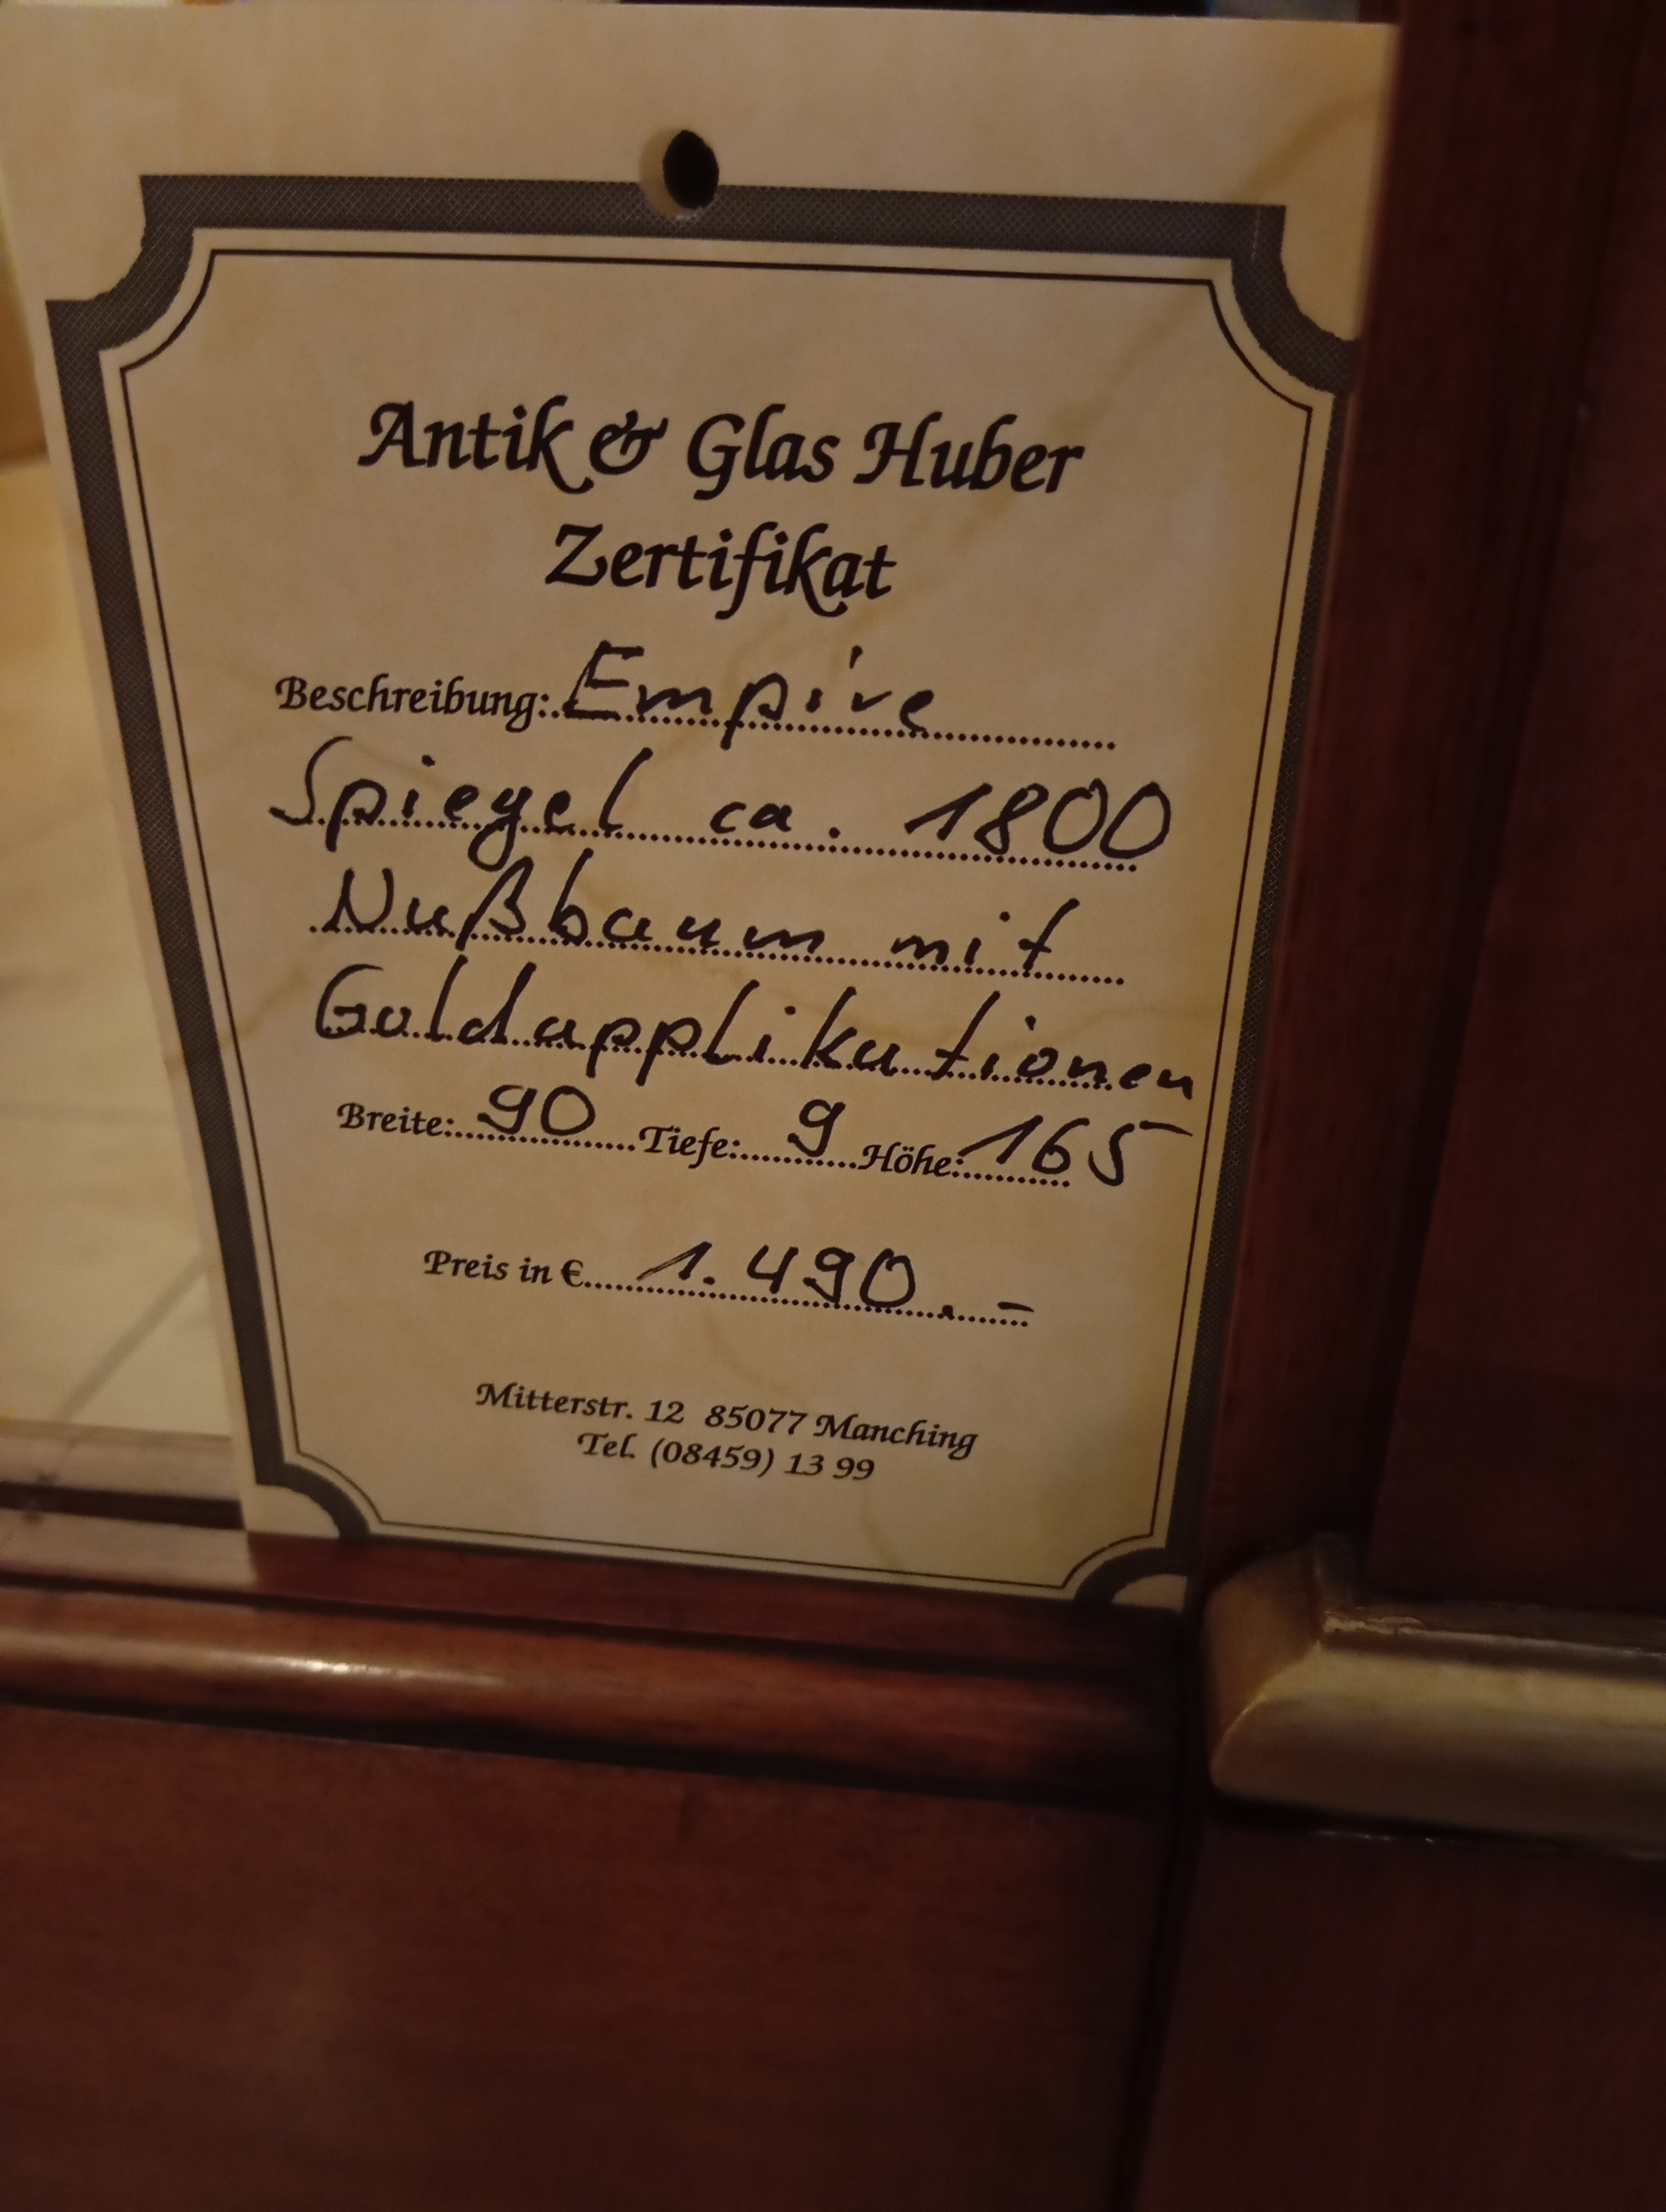 Antik & Glas Huber
Zertifikat
Beschreibung: Empire
Spiegel ca. 1800
Nußbaum mit
Goldapplikationen
Breite: 90 Tiefe: 9 Höhe: 165
Preis in € 1.490.-
Mitterstr. 12 85077 Manching
Tel. (08459) 13 99